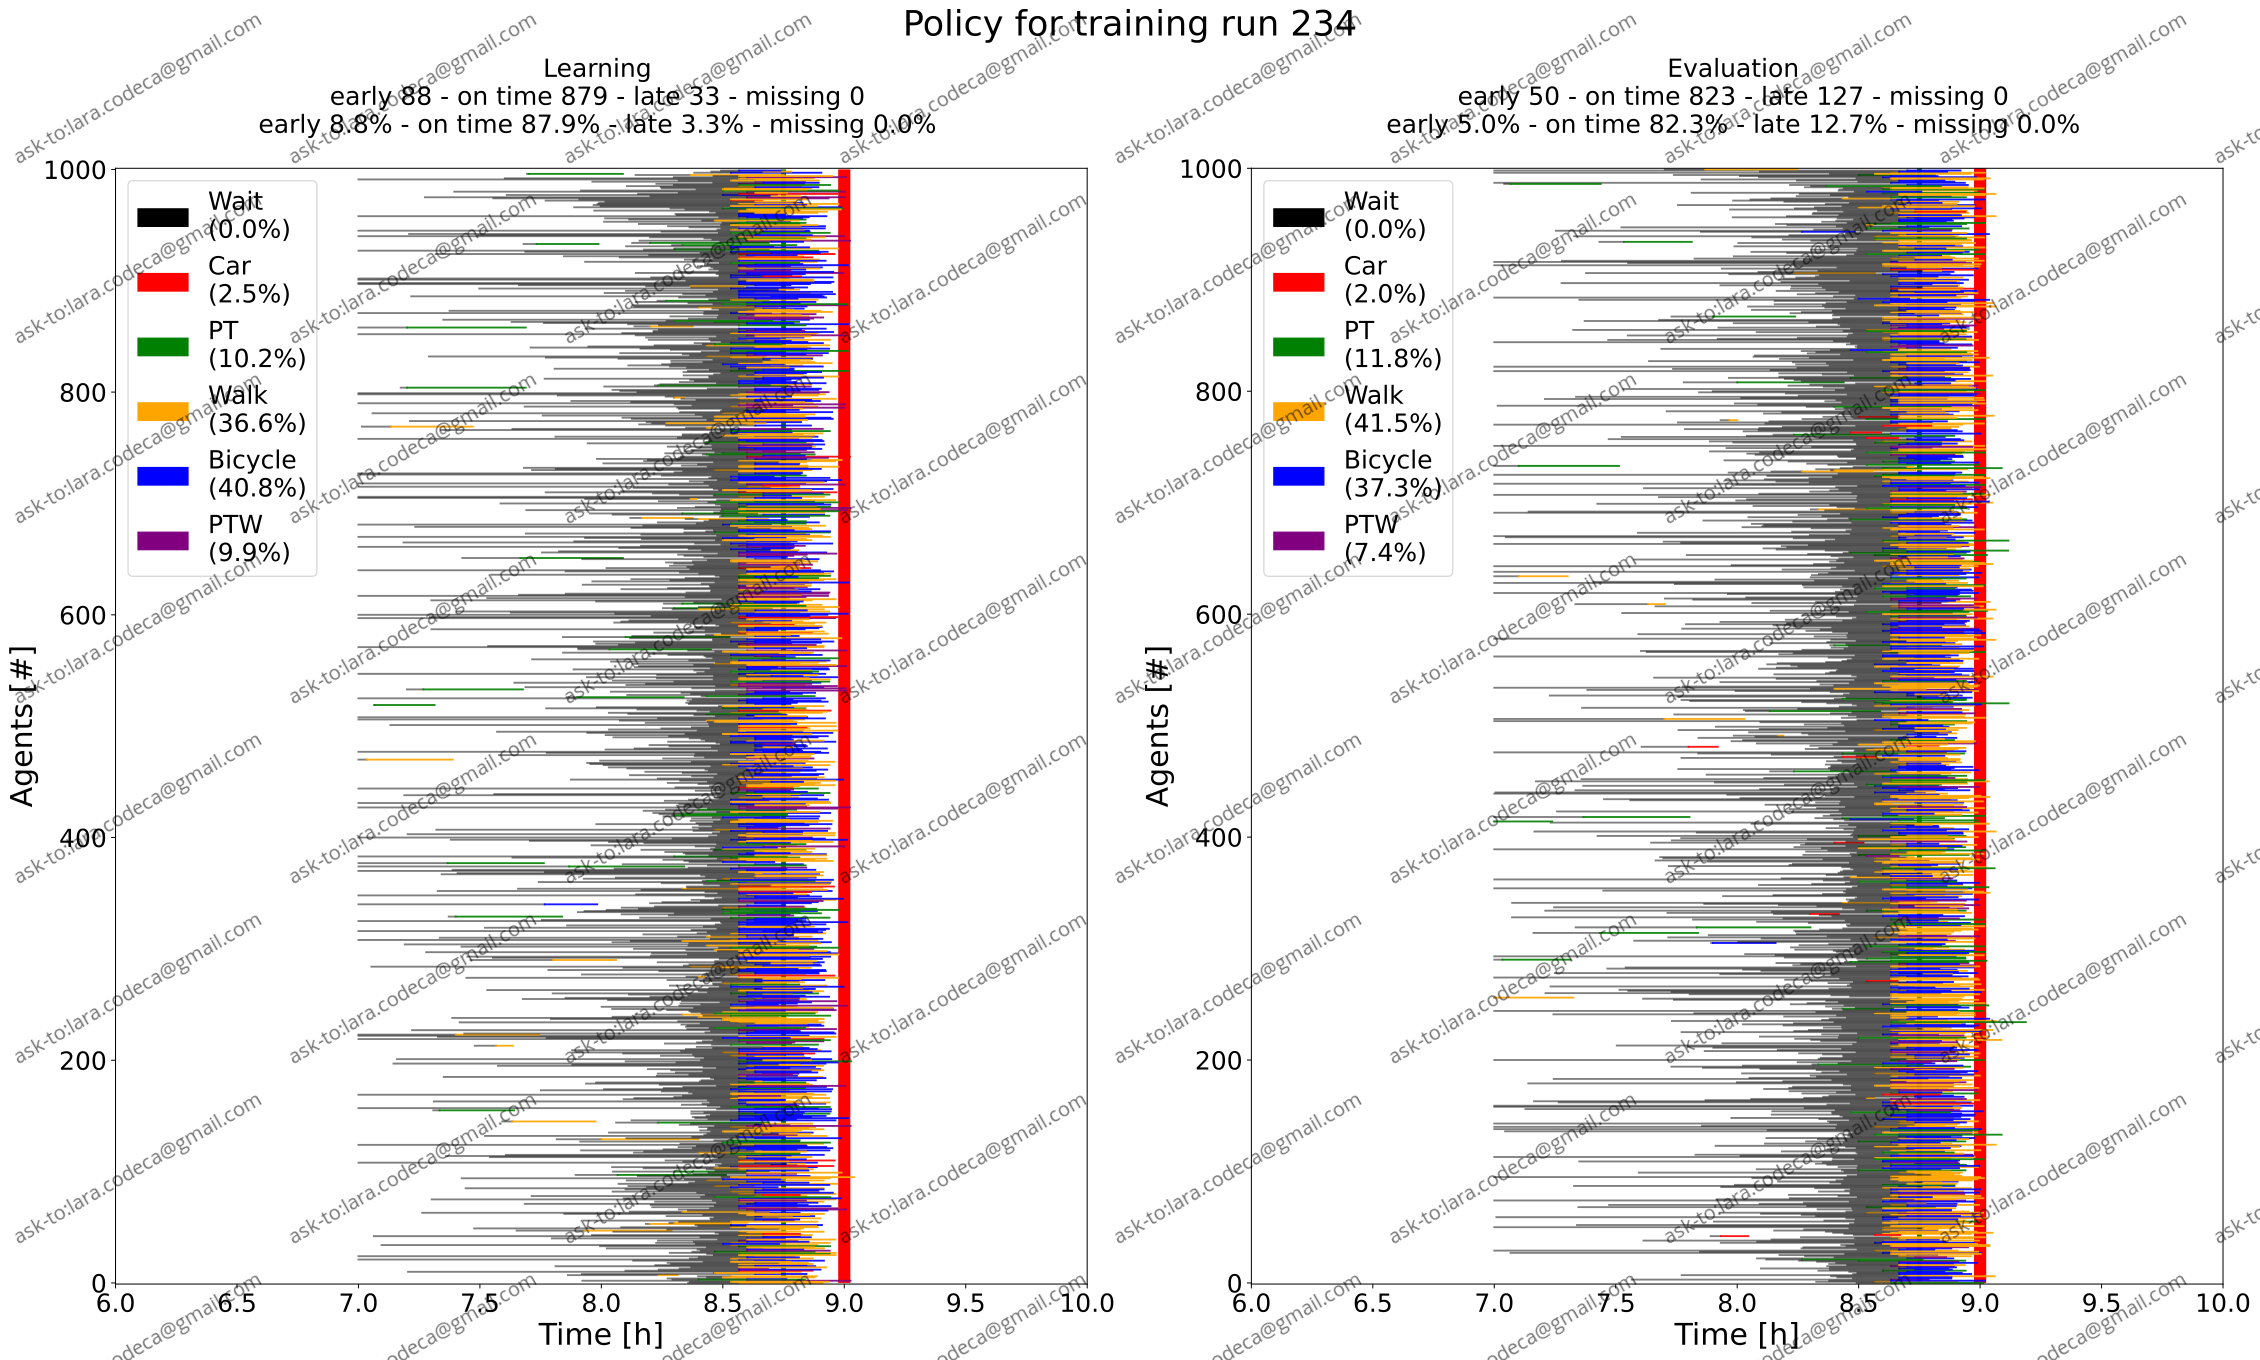 Policy for training run 234
Learning
early 88 - on time 879 - late 33 - missing 0
early 8.8% - on time 87.9% - late 3.3% - missing 0.0%
Evaluation
early 50 - on time 823 - late 127 - missing 0
early 5.0% - on time 82.3% - late 12.7% - missing 0.0%
Wait
(0.0%)
Car
(2.5%)
PT
(10.2%)
Walk
(36.6%)
Bicycle
(40.8%)
PTW
(9.9%)
1000
800
600
400
200
0
Agents [#]
6.0 6.5 7.0 7.5 8.0 8.5 9.0 9.5 10.0
Time [h]
Wait
(0.0%)
Car
(2.0%)
PT
(11.8%)
Walk
(41.5%)
Bicycle
(37.3%)
PTW
(7.4%)
1000
800
600
400
200
0
Agents [#]
6.0 6.5 7.0 7.5 8.0 8.5 9.0 9.5 10.0
Time [h]
ask-to:lara.codeca@gmail.com